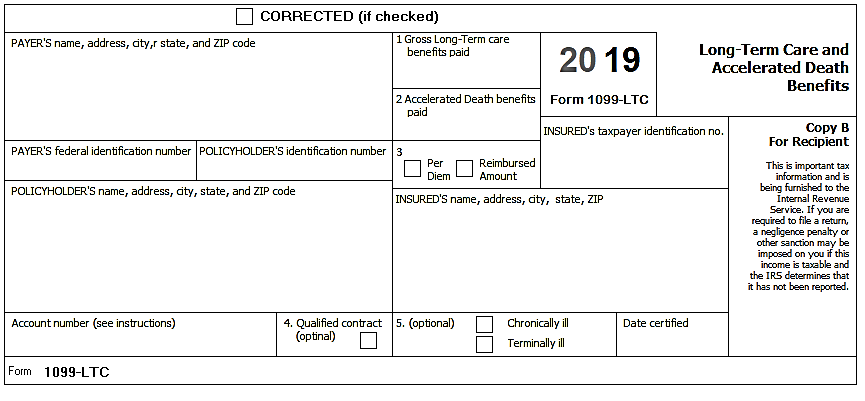 CORRECTED (if checked)
PAYER'S name, address, city,r state, and ZIP code
1 Gross Long-Term care
benefits paid
2 Accelerated Death benefits
paid
20 19
Form 1099-LTC
Long-Term Care and
Accelerated Death
Benefits
PAYER'S federal identification number
POLICYHOLDER'S identification number
3
Per
Diem
Reimbursed
Amount
INSURED's taxpayer identification no.
Copy B
For Recipient
This is important tax
information and is
being furnished to the
Internal Revenue
Service. If you are
required to file a return,
a negligence penalty or
other sanction may be
imposed on you if this
income is taxable and
the IRS determines that
it has not been reported.
POLICYHOLDER'S name, address, city, state, and ZIP code
INSURED'S name, address, city, state, ZIP
Account number (see instructions)
4. Qualified contract
(optinal)
5. (optional)
Chronically ill
Terminally ill
Date certified
Form 1099-LTC